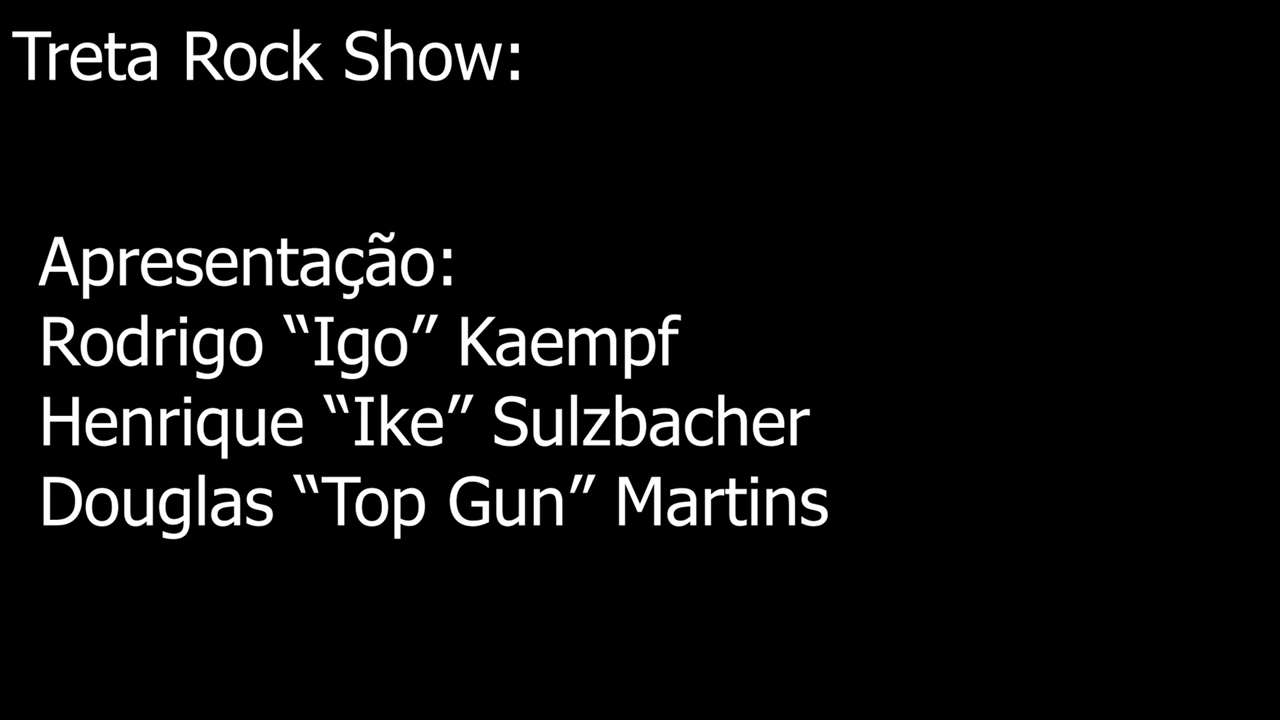 Treta Rock Show:
Apresentação:
Rodrigo “Igo” Kaempf
Henrique “Ike” Sulzbacher
Douglas “Top Gun” Martins